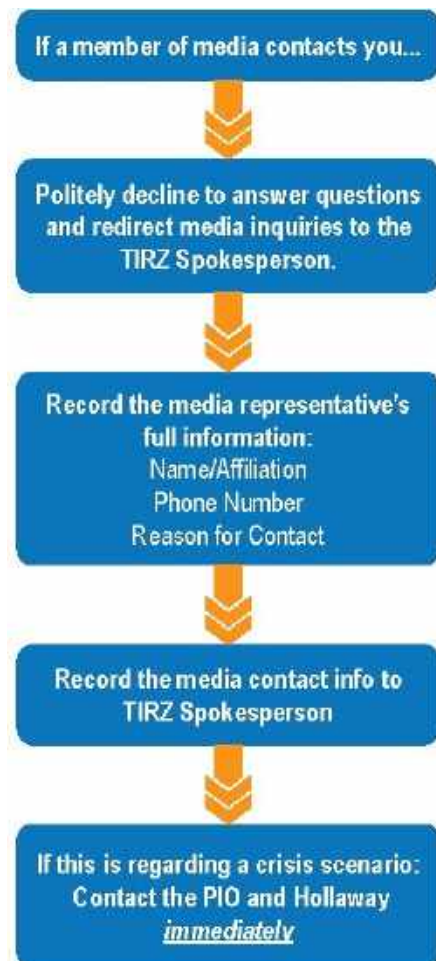 If a member of media contacts you...
Politely decline to answer questions
and redirect media inquiries to the
TIRZ Spokesperson.
Record the media representative's
full information:
Name/Affiliation
Phone Number
Reason for Contact
Record the media contact info to
TIRZ Spokesperson
If this is regarding a crisis scenario:
Contact the PIO and Hollaway
immediately